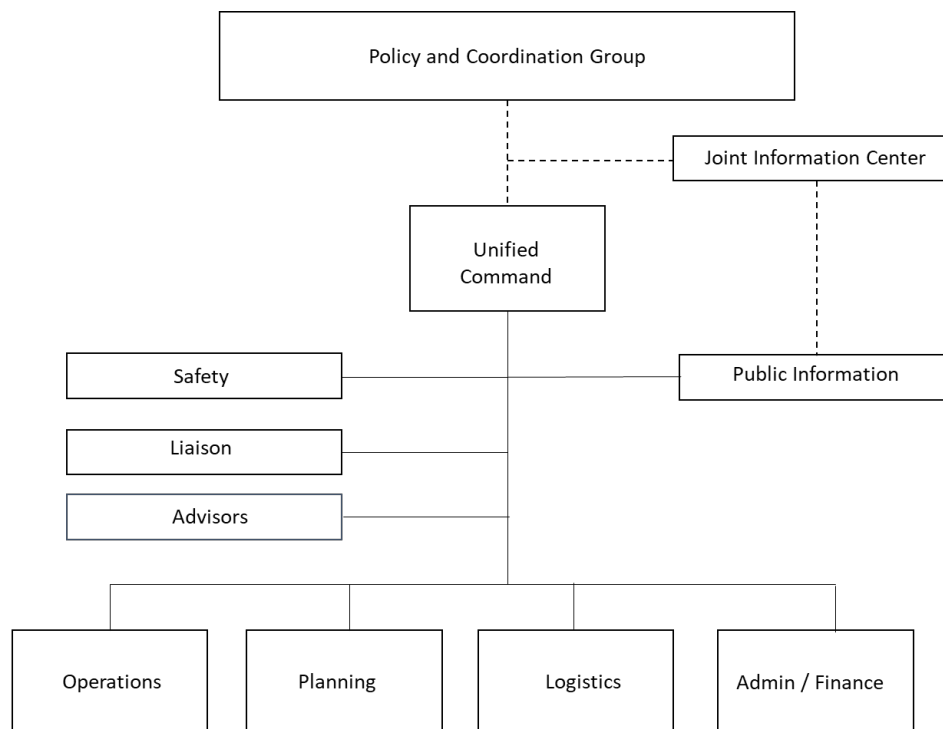 Policy and Coordination Group
Joint Information Center
Unified
Command
Safety
Public Information
Liaison
Advisors
Operations
Planning
Logistics
Admin / Finance